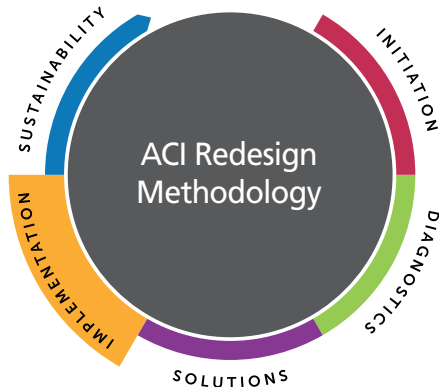 ACI Redesign
Methodology
INITIATION
DIAGNOSTICS
SOLUTIONS
IMPLEMENTATION
SUSTAINABILITY